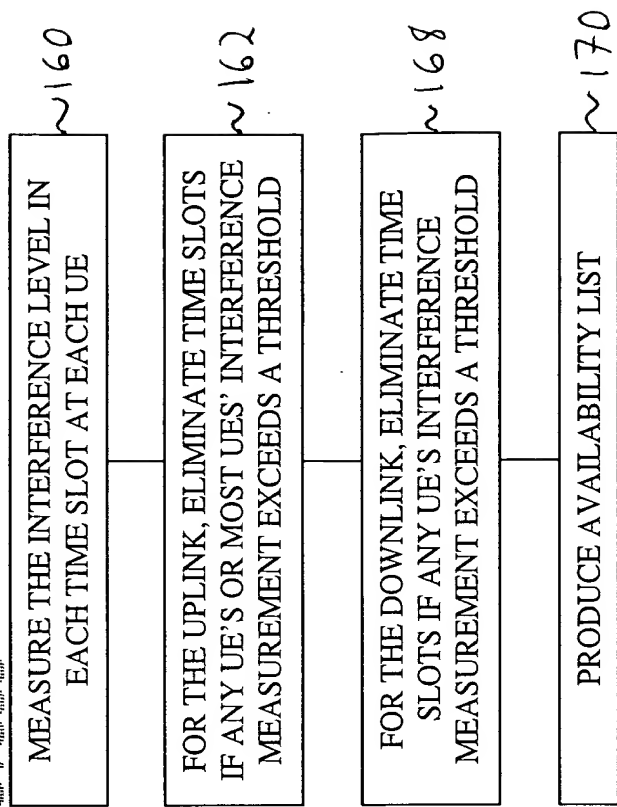 MEASURE THE INTERFERENCE LEVEL IN
EACH TIME SLOT AT EACH UE
~160
FOR THE UPLINK, ELIMINATE TIME SLOTS
IF ANY UE'S OR MOST UES' INTERFERENCE
MEASUREMENT EXCEEDS A THRESHOLD
~162
FOR THE DOWNLINK, ELIMINATE TIME
SLOTS IF ANY UE'S INTERFERENCE
MEASUREMENT EXCEEDS A THRESHOLD
~168
PRODUCE AVAILABILITY LIST
~170